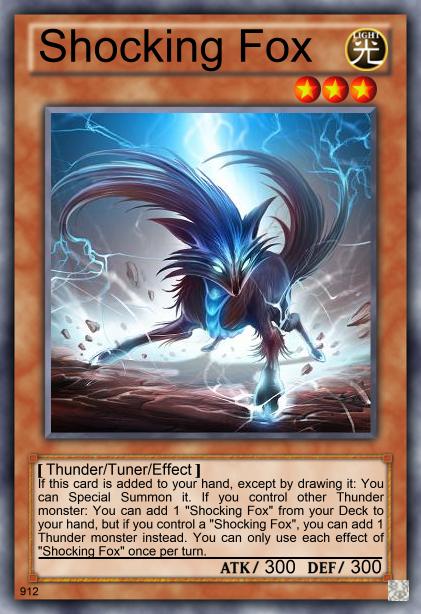 Shocking Fox
LIGHT
光
[ Thunder/Tuner/Effect ]
If this card is added to your hand, except by drawing it: You
can Special Summon it. If you control other Thunder
monster: You can add 1 "Shocking Fox" from your Deck to
your hand, but if you control a "Shocking Fox", you can add 1
Thunder monster instead. You can only use each effect of
"Shocking Fox" once per turn.
ATK/ 300 DEF/ 300
912